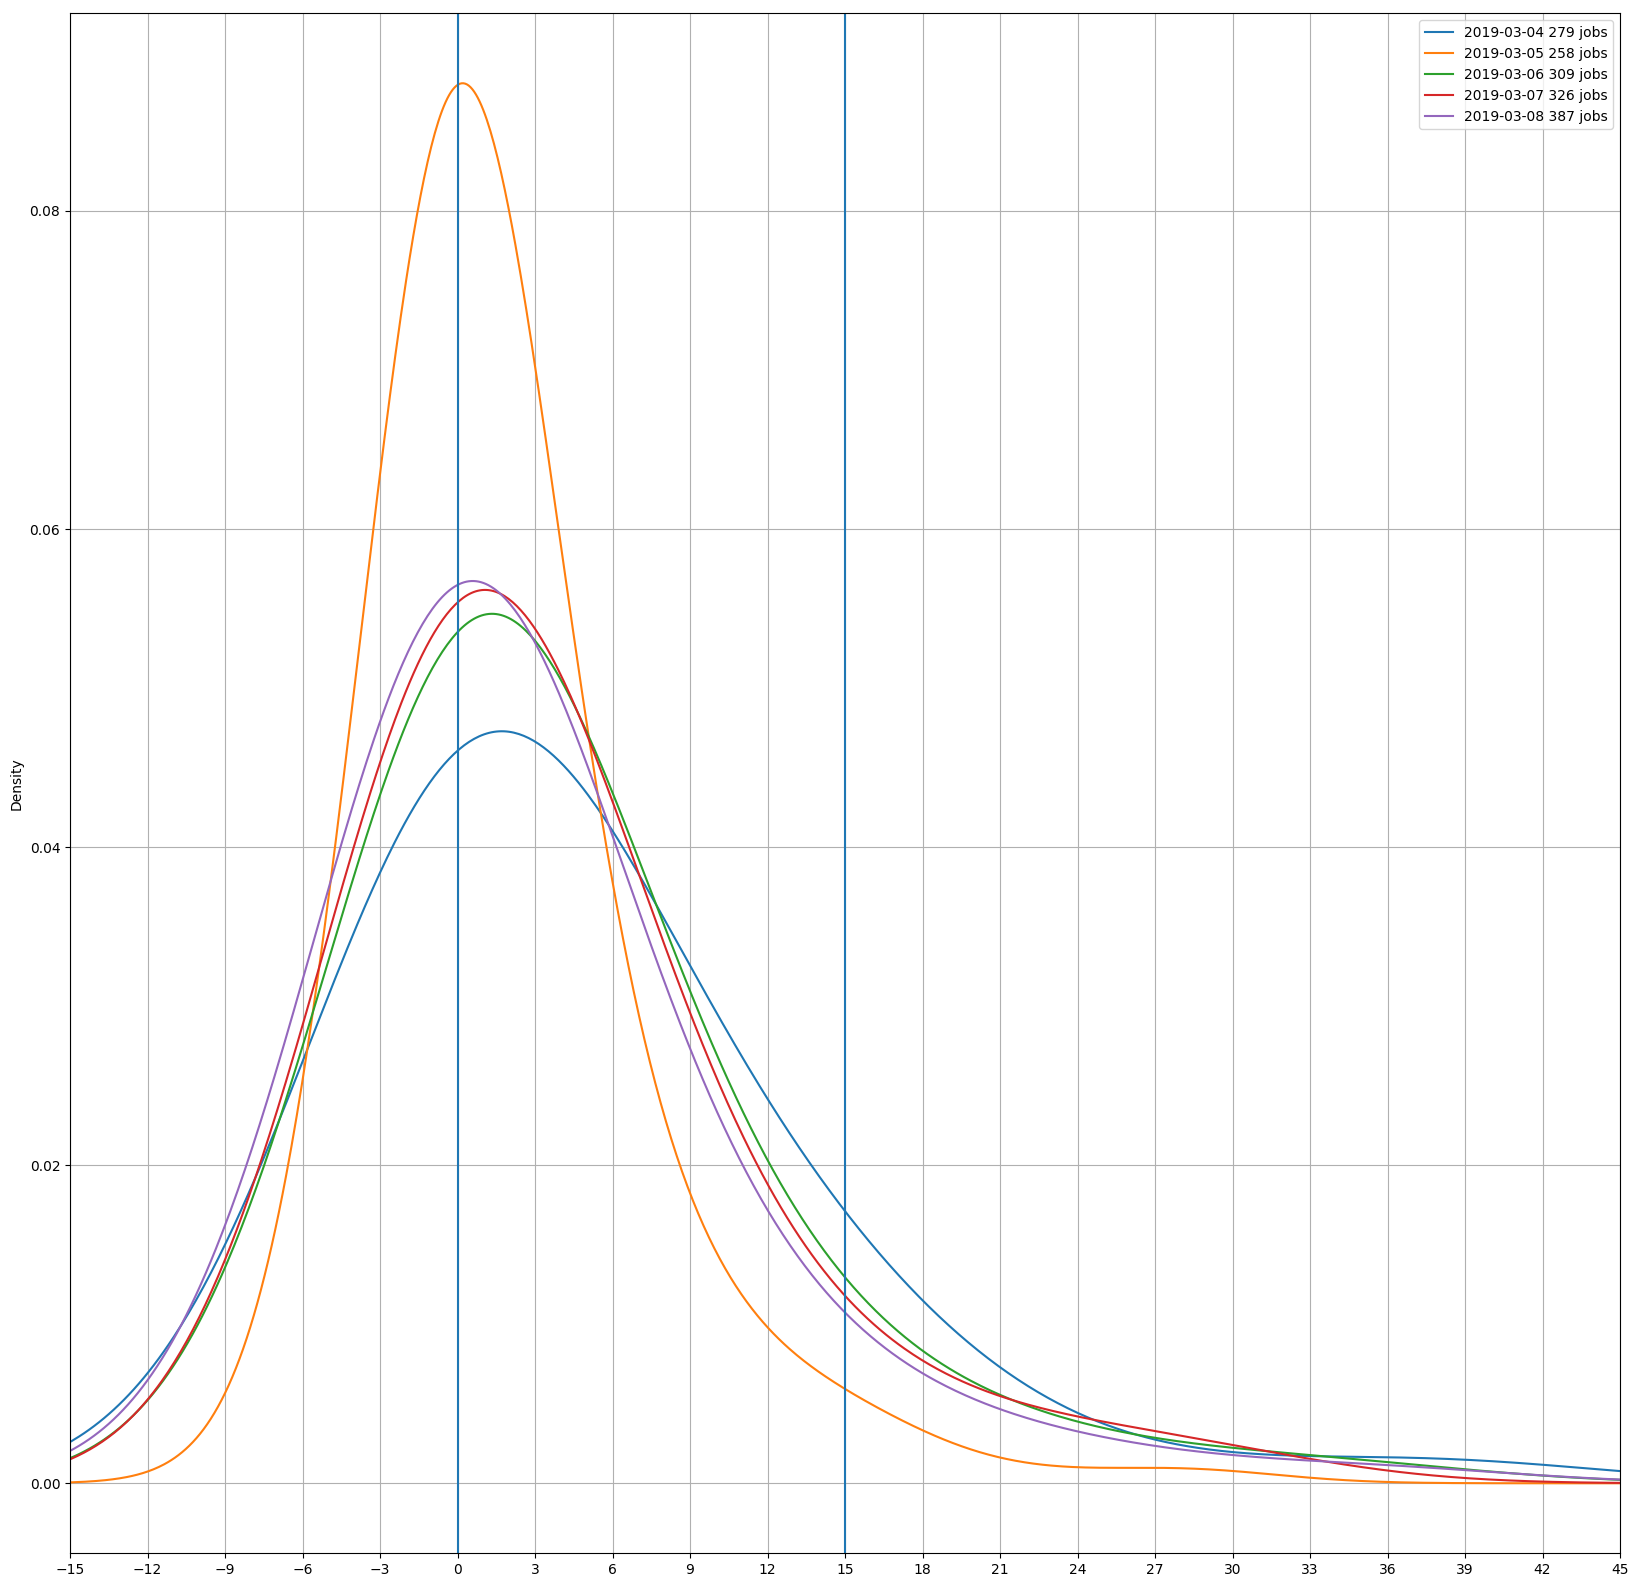 2019-03-04 279 jobs
2019-03-05 258 jobs
2019-03-06 309 jobs
2019-03-07 326 jobs
2019-03-08 387 jobs
0.08
0.06
Density
0.04
0.02
0.00
−15 −12 −9 −6 −3 0 3 6 9 12 15 18 21 24 27 30 33 36 39 42 45